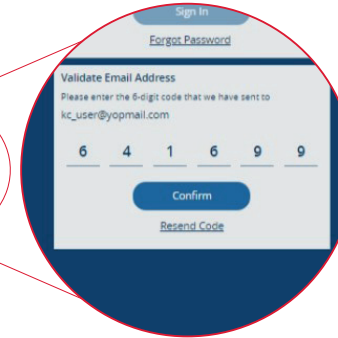 Sign In
Forgot Password
Validate Email Address
Please enter the 6-digit code that we have sent to
kc_user@yopmail.com
6 4 1 6 9 9
Confirm
Resend Code